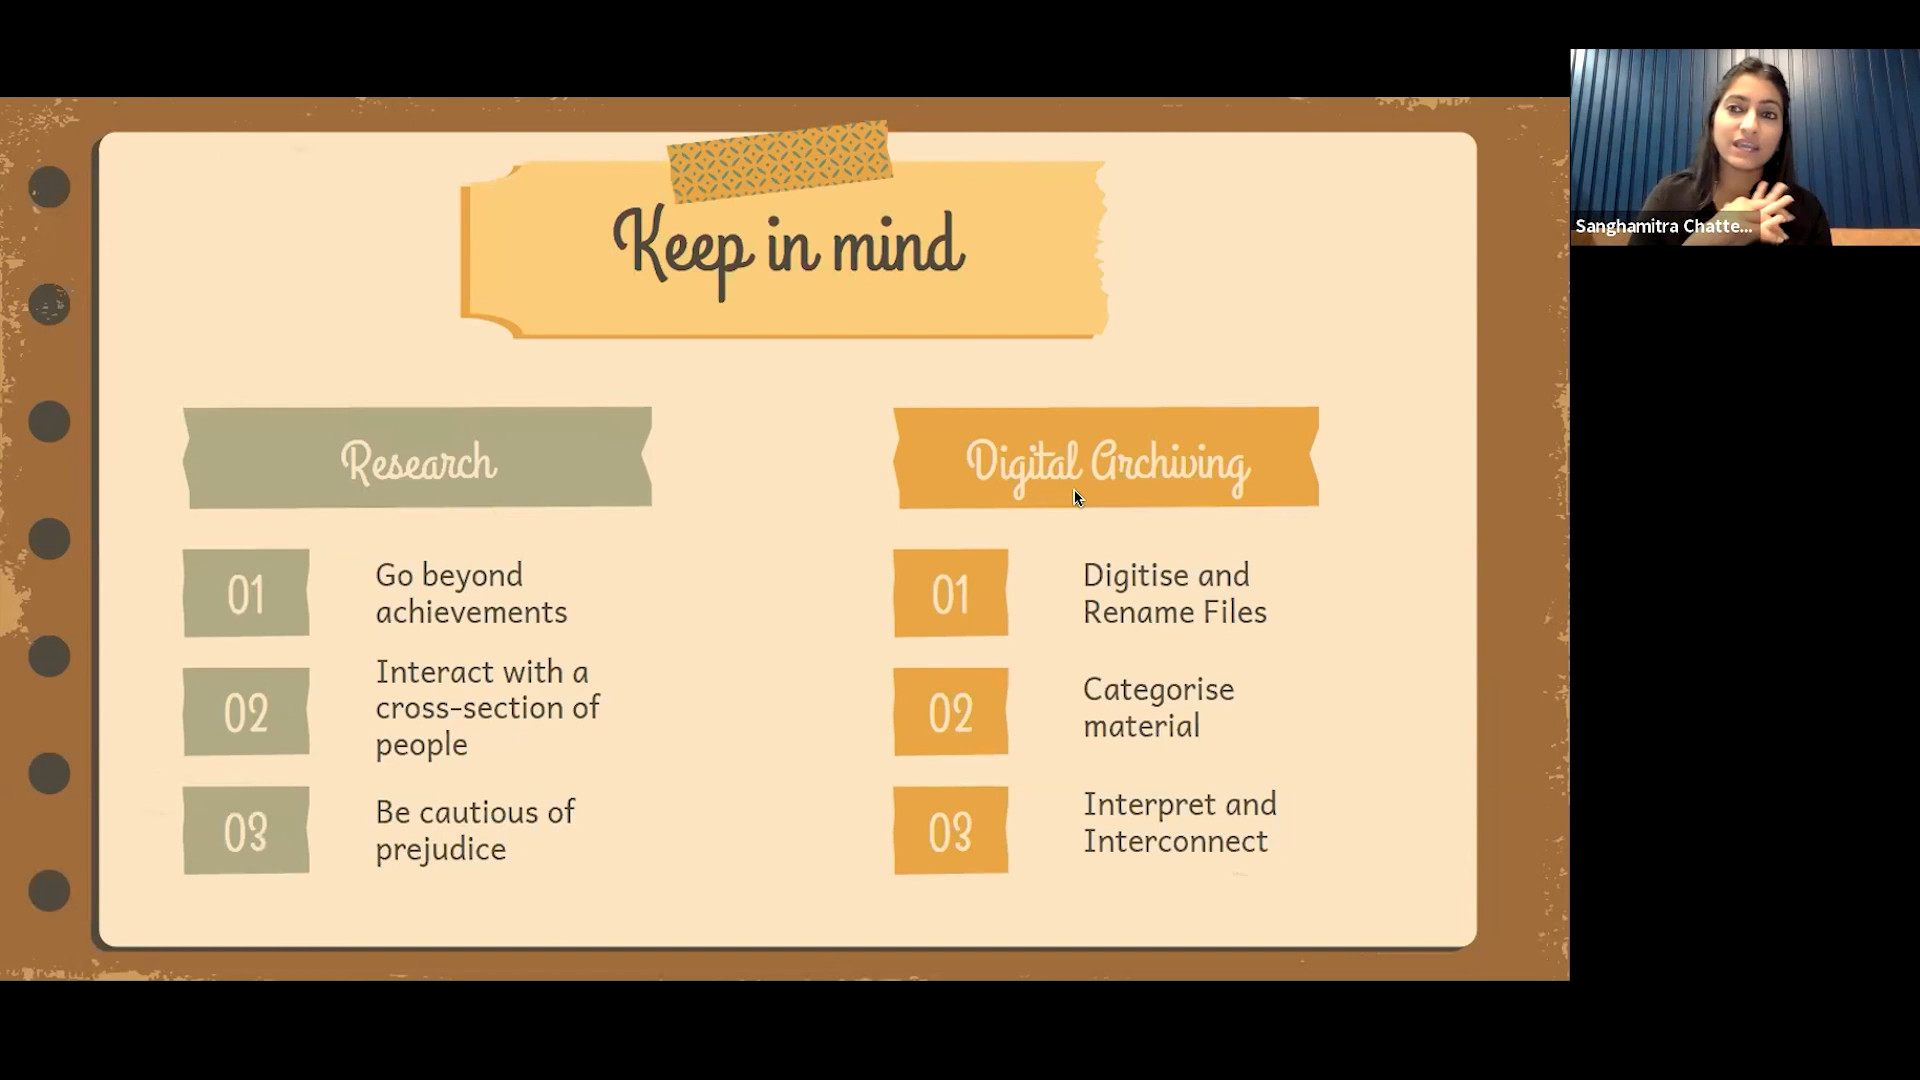 Keep in mind
Research
01
Go beyond
achievements
02
Interact with a
cross-section of
people
03
Be cautious of
prejudice
Digital Archiving
01
Digitise and
Rename Files
02
Categorise
material
03
Interpret and
Interconnect
Sanghamitra Chatte...